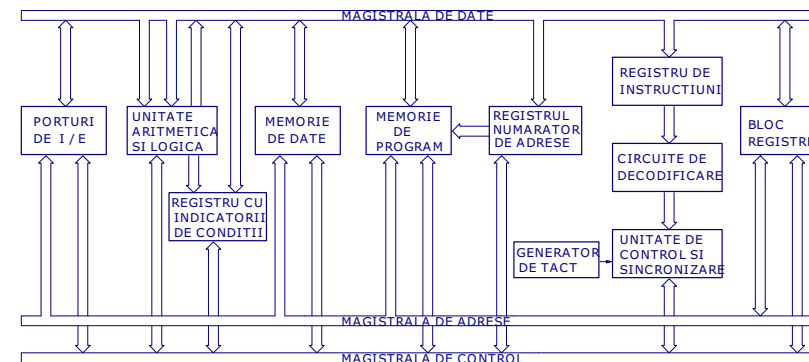 MAGISTRALA DE DATE
REGISTRU DE
INSTRUCTIUNI
PORTURI
DE I / E
UNITATE
ARITMETICA
SI LOGICA
MEMORIE
DE DATE
MEMORIE
DE
PROGRAM
REGISTRUL
NUMARATOR
DE ADRESE
BLOC
REGISTRE
CIRCUITE DE
DECODIFICARE
REGISTRU CU
INDICATORII
DE CONDITII
GENERATOR
DE TACT
UNITATE DE
CONTROL SI
SINCRONIZARE
MAGISTRALA DE ADRESE
MAGISTRALA DE CONTROL